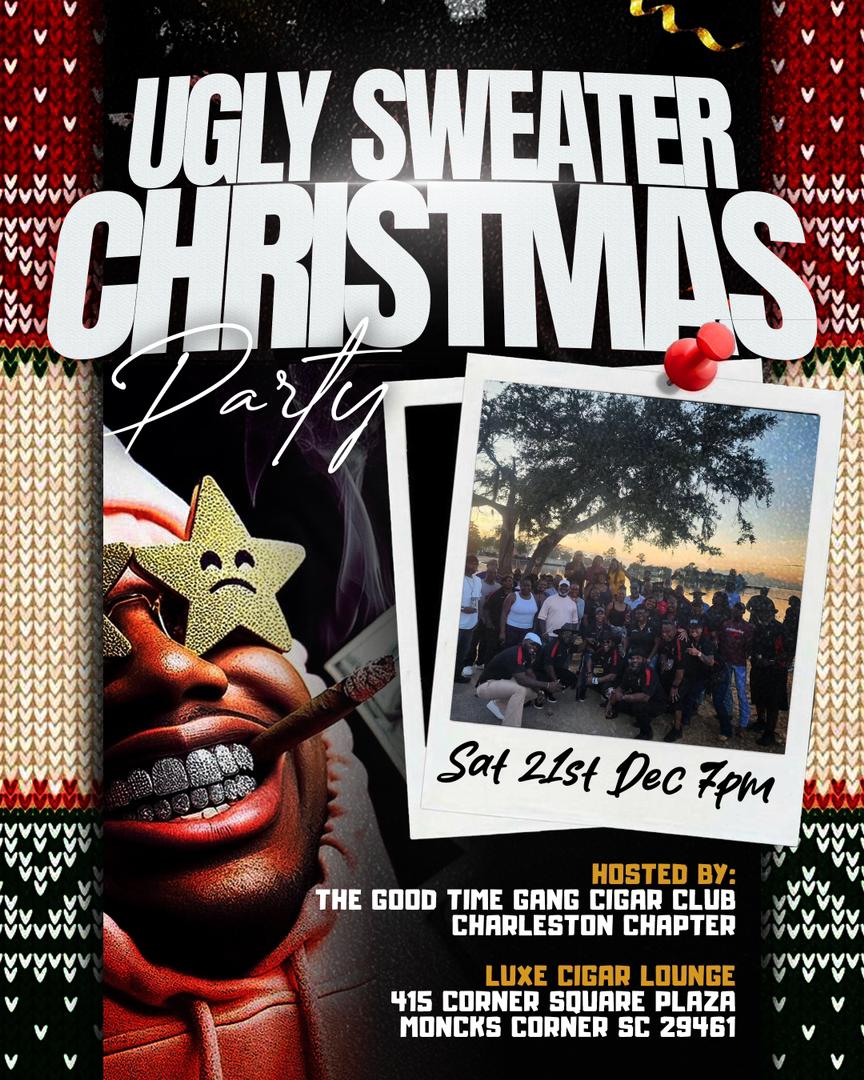 UGLY SWEATER
CHRISTMAS
Party
Sat 21st Dec 7pm
HOSTED BY:
THE GOOD TIME GANG CIGAR CLUB
CHARLESTON CHAPTER
LUXE CIGAR LOUNGE
415 CORNER SQUARE PLAZA
MONCKS CORNER SC 29461